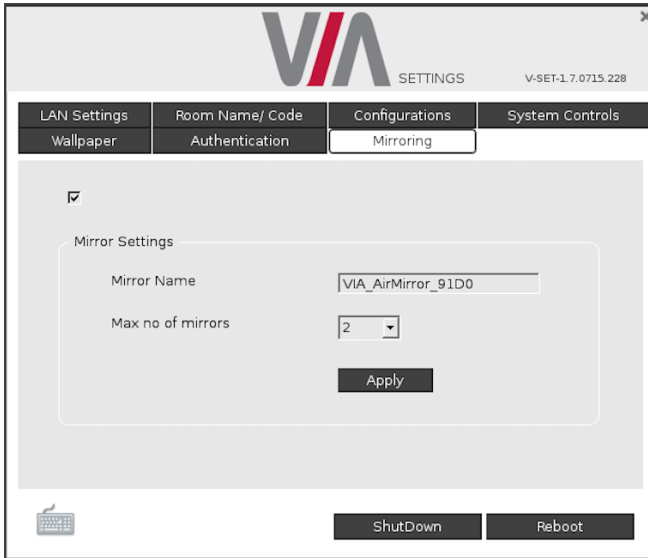 VIA SETTINGS V-SET-1.7.0715.228
LAN Settings Room Name/ Code Configurations System Controls
Wallpaper Authentication Mirroring
Mirror Settings
Mirror Name VIA_AirMirror_91D0
Max no of mirrors 2
Apply
ShutDown Reboot